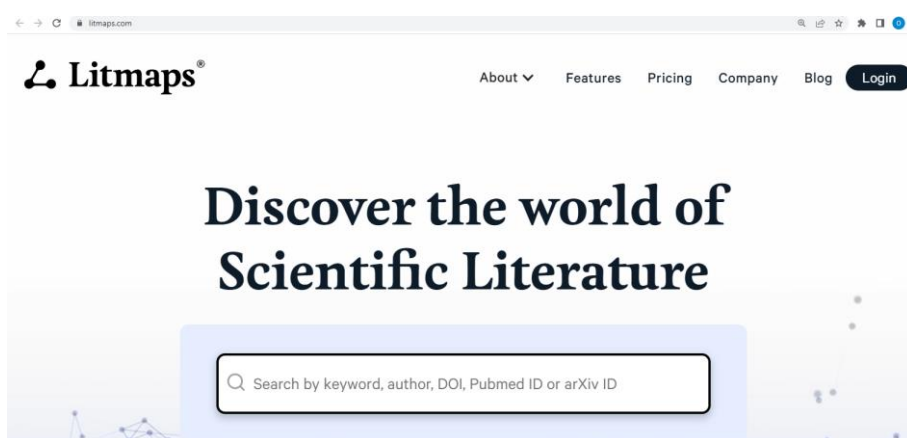 litmaps.com
Litmaps®
About Features Pricing Company Blog Login
Discover the world of
Scientific Literature
Search by keyword, author, DOI, Pubmed ID or arXiv ID